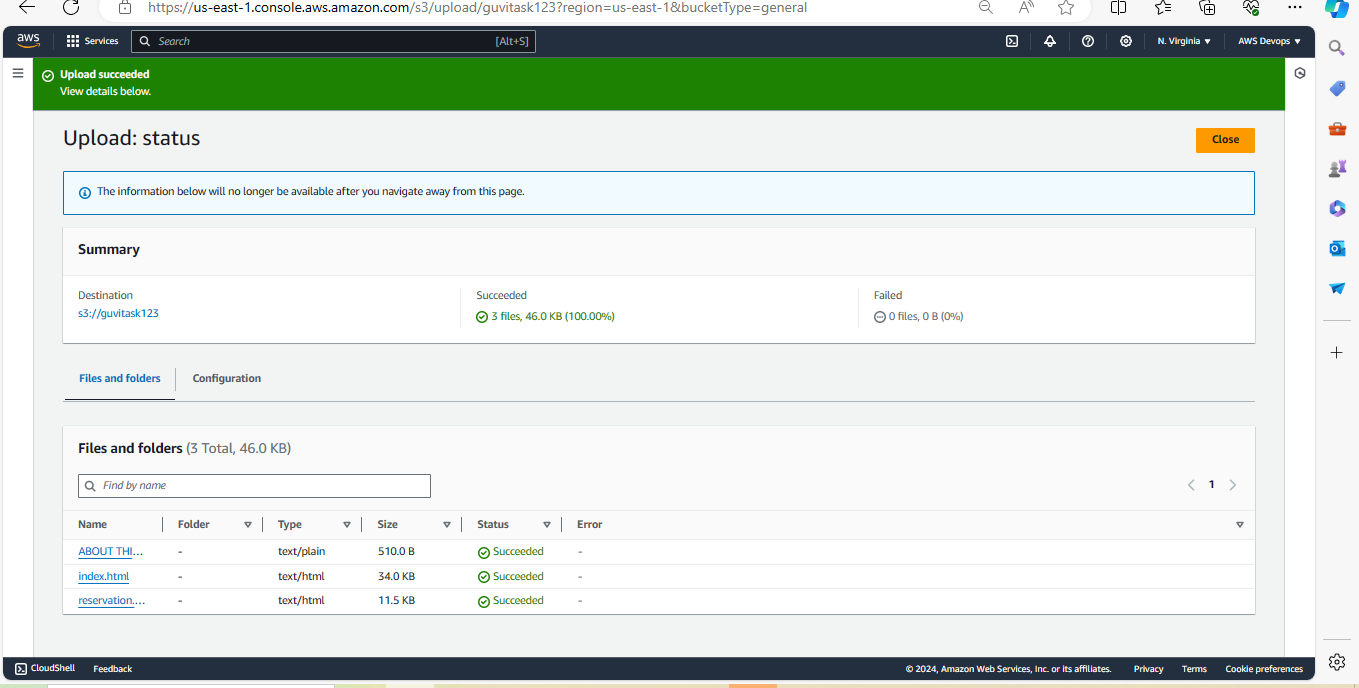 https://us-east-1.console.aws.amazon.com/s3/upload/guvitask123?region=us-east-1&bucketType=general
aws Services Search [Alt+S] N. Virginia AWS Devops
Upload succeeded
View details below.
Upload: status
Close
The information below will no longer be available after you navigate away from this page.
Summary
Destination
s3://guvitask123
Succeeded
3 files, 46.0 KB (100.00%)
Failed
0 files, 0 B (0%)
Files and folders Configuration
Files and folders (3 Total, 46.0 KB)
Find by name
1
Name Folder Type Size Status Error
ABOUT THI... - text/plain 510.0 B Succeeded -
index.html - text/html 34.0 KB Succeeded -
reservation.... - text/html 11.5 KB Succeeded -
CloudShell Feedback © 2024, Amazon Web Services, Inc. or its affiliates. Privacy Terms Cookie preferences